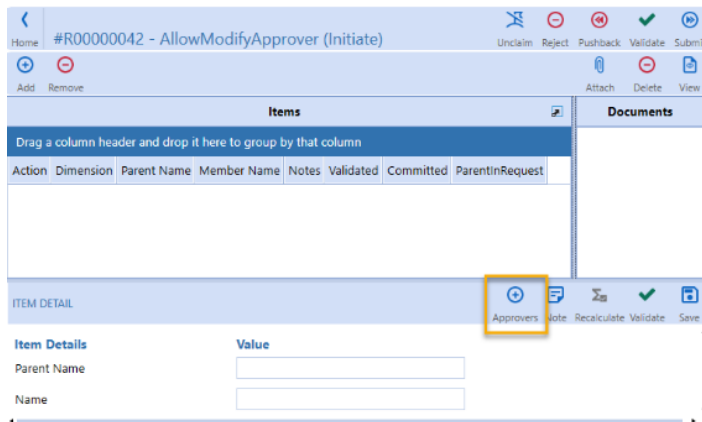 #R00000042 - AllowModifyApprover (Initiate)
Home Unclaim Reject Pushback Validate Submi
Add Remove Attach Delete View
Items Documents
Drag a column header and drop it here to group by that column
Action Dimension Parent Name Member Name Notes Validated Committed ParentInRequest
ITEM DETAIL
Approvers Note Recalculate Validate Save
Item Details Value
Parent Name
Name